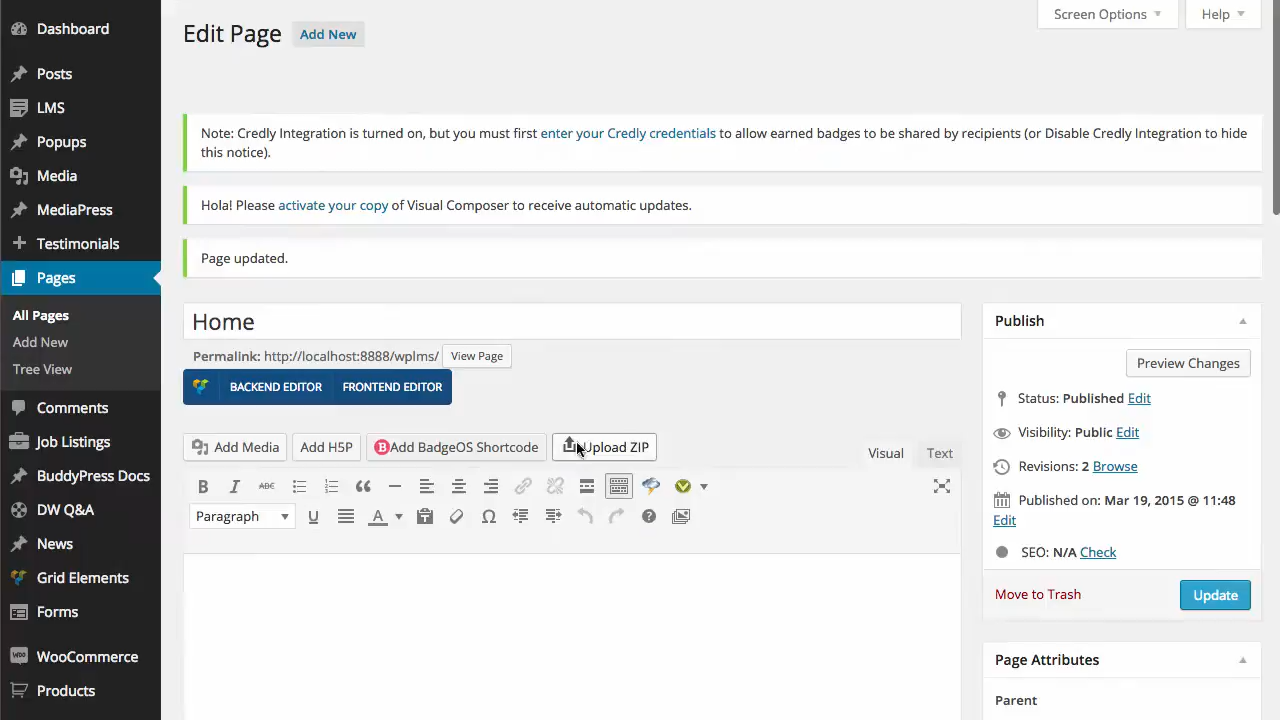 Dashboard
Posts
LMS
Popups
Media
MediaPress
Testimonials
Pages
All Pages
Add New
Tree View
Comments
Job Listings
BuddyPress Docs
DW Q&A
News
Grid Elements
Forms
WooCommerce
Products
Screen Options
Help
Edit Page Add New
Note: Credly Integration is turned on, but you must first enter your Credly credentials to allow earned badges to be shared by recipients (or Disable Credly Integration to hide
this notice).
Hola! Please activate your copy of Visual Composer to receive automatic updates.
Page updated.
Home
Permalink: http://localhost:8888/wplms/ View Page
BACKEND EDITOR FRONTEND EDITOR
Add Media Add H5P Add BadgeOS Shortcode Upload ZIP
Visual Text
Paragraph
Publish
Preview Changes
Status: Published Edit
Visibility: Public Edit
Revisions: 2 Browse
Published on: Mar 19, 2015 @ 11:48
Edit
SEO: N/A Check
Move to Trash Update
Page Attributes
Parent